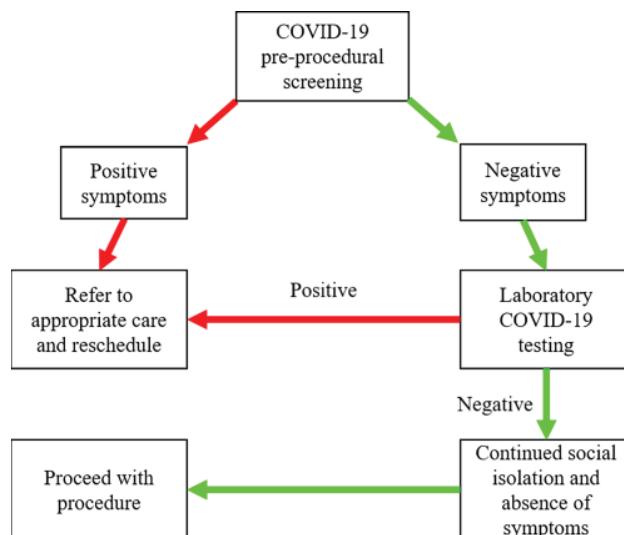 COVID-19
pre-procedural
screening
Positive
symptoms
Negative
symptoms
Refer to
appropriate care
and reschedule
Positive
Laboratory
COVID-19
testing
Negative
Proceed with
procedure
Continued social
isolation and
absence of
symptoms